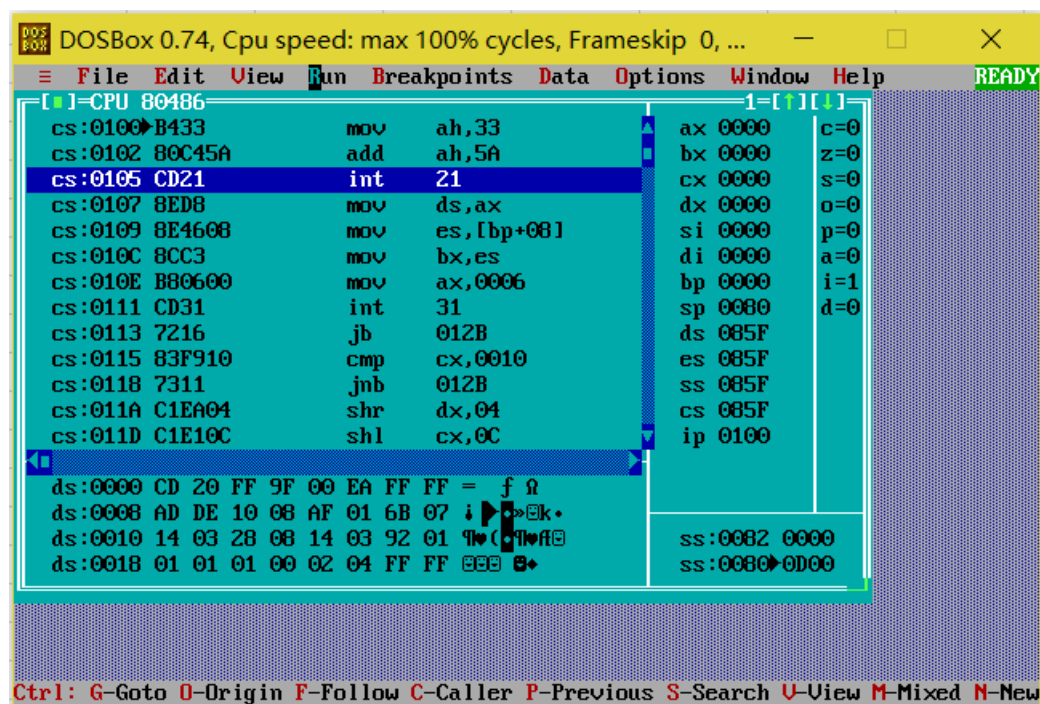 DOS BOX DOSBox 0.74, Cpu speed: max 100% cycles, Frameskip 0, ...
≡ File Edit View Run Breakpoints Data Options Window Help READY
[■]=CPU 80486 1=[↑][↓]
cs:0100►B433 mov ah,33 ax 0000 c=0
cs:0102 80C45A add ah,5A bx 0000 z=0
cs:0105 CD21 int 21 cx 0000 s=0
cs:0107 8ED8 mov ds,ax dx 0000 o=0
cs:0109 8E4608 mov es,[bp+08] si 0000 p=0
cs:010C 8CC3 mov bx,es di 0000 a=0
cs:010E B80600 mov ax,0006 bp 0000 i=1
cs:0111 CD31 int 31 sp 0080 d=0
cs:0113 7216 jb 012B ds 085F
cs:0115 83F910 cmp cx,0010 es 085F
cs:0118 7311 jnb 012B ss 085F
cs:011A C1EA04 shr dx,04 cs 085F
cs:011D C1E10C shl cx,0C ip 0100
ds:0000 CD 20 FF 9F 00 EA FF FF = ƒ Ω
ds:0008 AD DE 10 08 AF 01 6B 07 ¡ ►◘»☺k•
ds:0010 14 03 28 08 14 03 92 01 ¶♥(◘¶♥Æ☺ ss:0082 0000
ds:0018 01 01 01 00 02 04 FF FF ☺☺☺ ☻♦ ss:0080►0D00
Ctrl: G-Goto O-Origin F-Follow C-Caller P-Previous S-Search V-View M-Mixed N-New